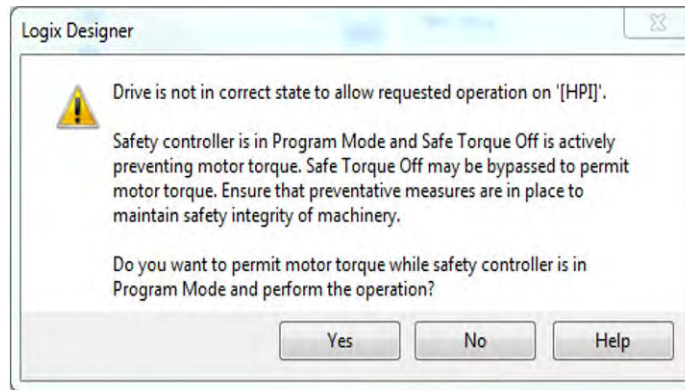 Logix Designer
Drive is not in correct state to allow requested operation on '[HPI]'.
Safety controller is in Program Mode and Safe Torque Off is actively
preventing motor torque. Safe Torque Off may be bypassed to permit
motor torque. Ensure that preventative measures are in place to
maintain safety integrity of machinery.
Do you want to permit motor torque while safety controller is in
Program Mode and perform the operation?
Yes
No
Help